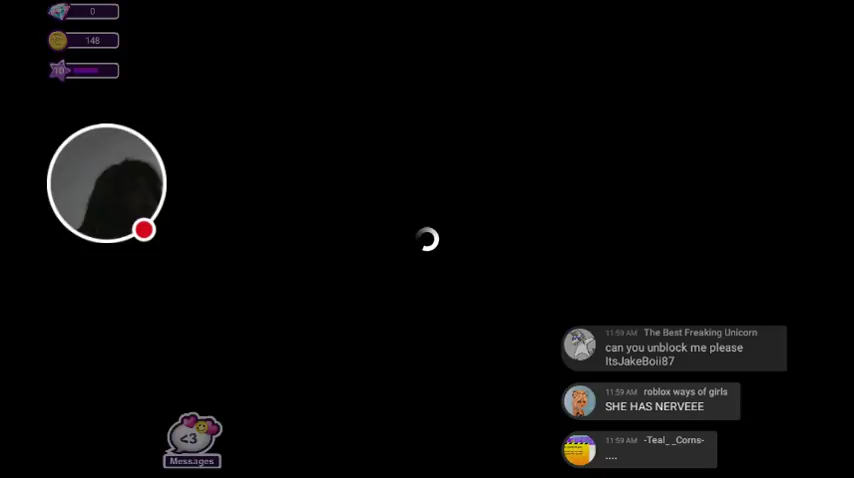 0
148
10
11:59 AM The Best Freaking Unicorn
can you unblock me please
ItsJakeBoii87
11:59 AM roblox ways of girls
SHE HAS NERVEEE
11:59 AM -Teal__Corns-
....
<3
Messages